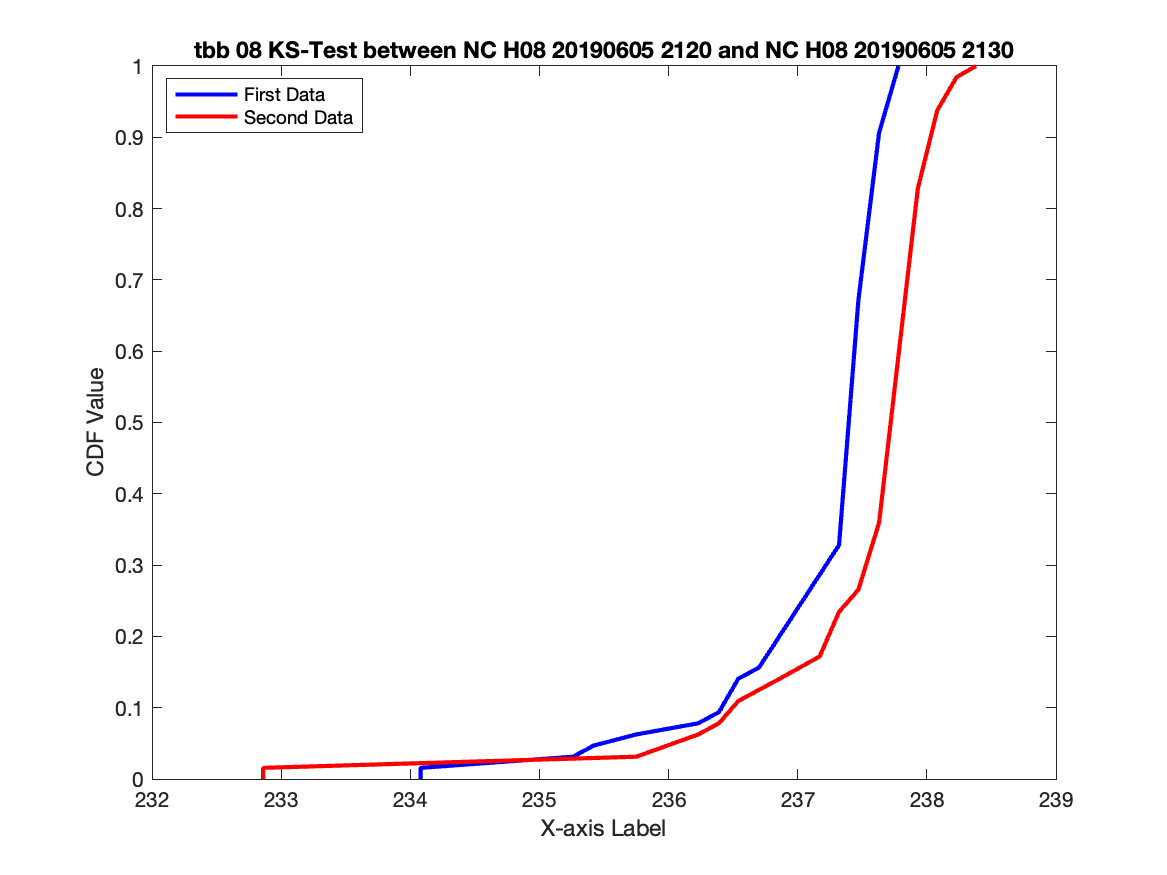 tbb 08 KS-Test between NC H08 20190605 2120 and NC H08 20190605 2130
First Data
Second Data
1
0.9
0.8
0.7
0.6
0.5
0.4
0.3
0.2
0.1
0
CDF Value
232 233 234 235 236 237 238 239
X-axis Label